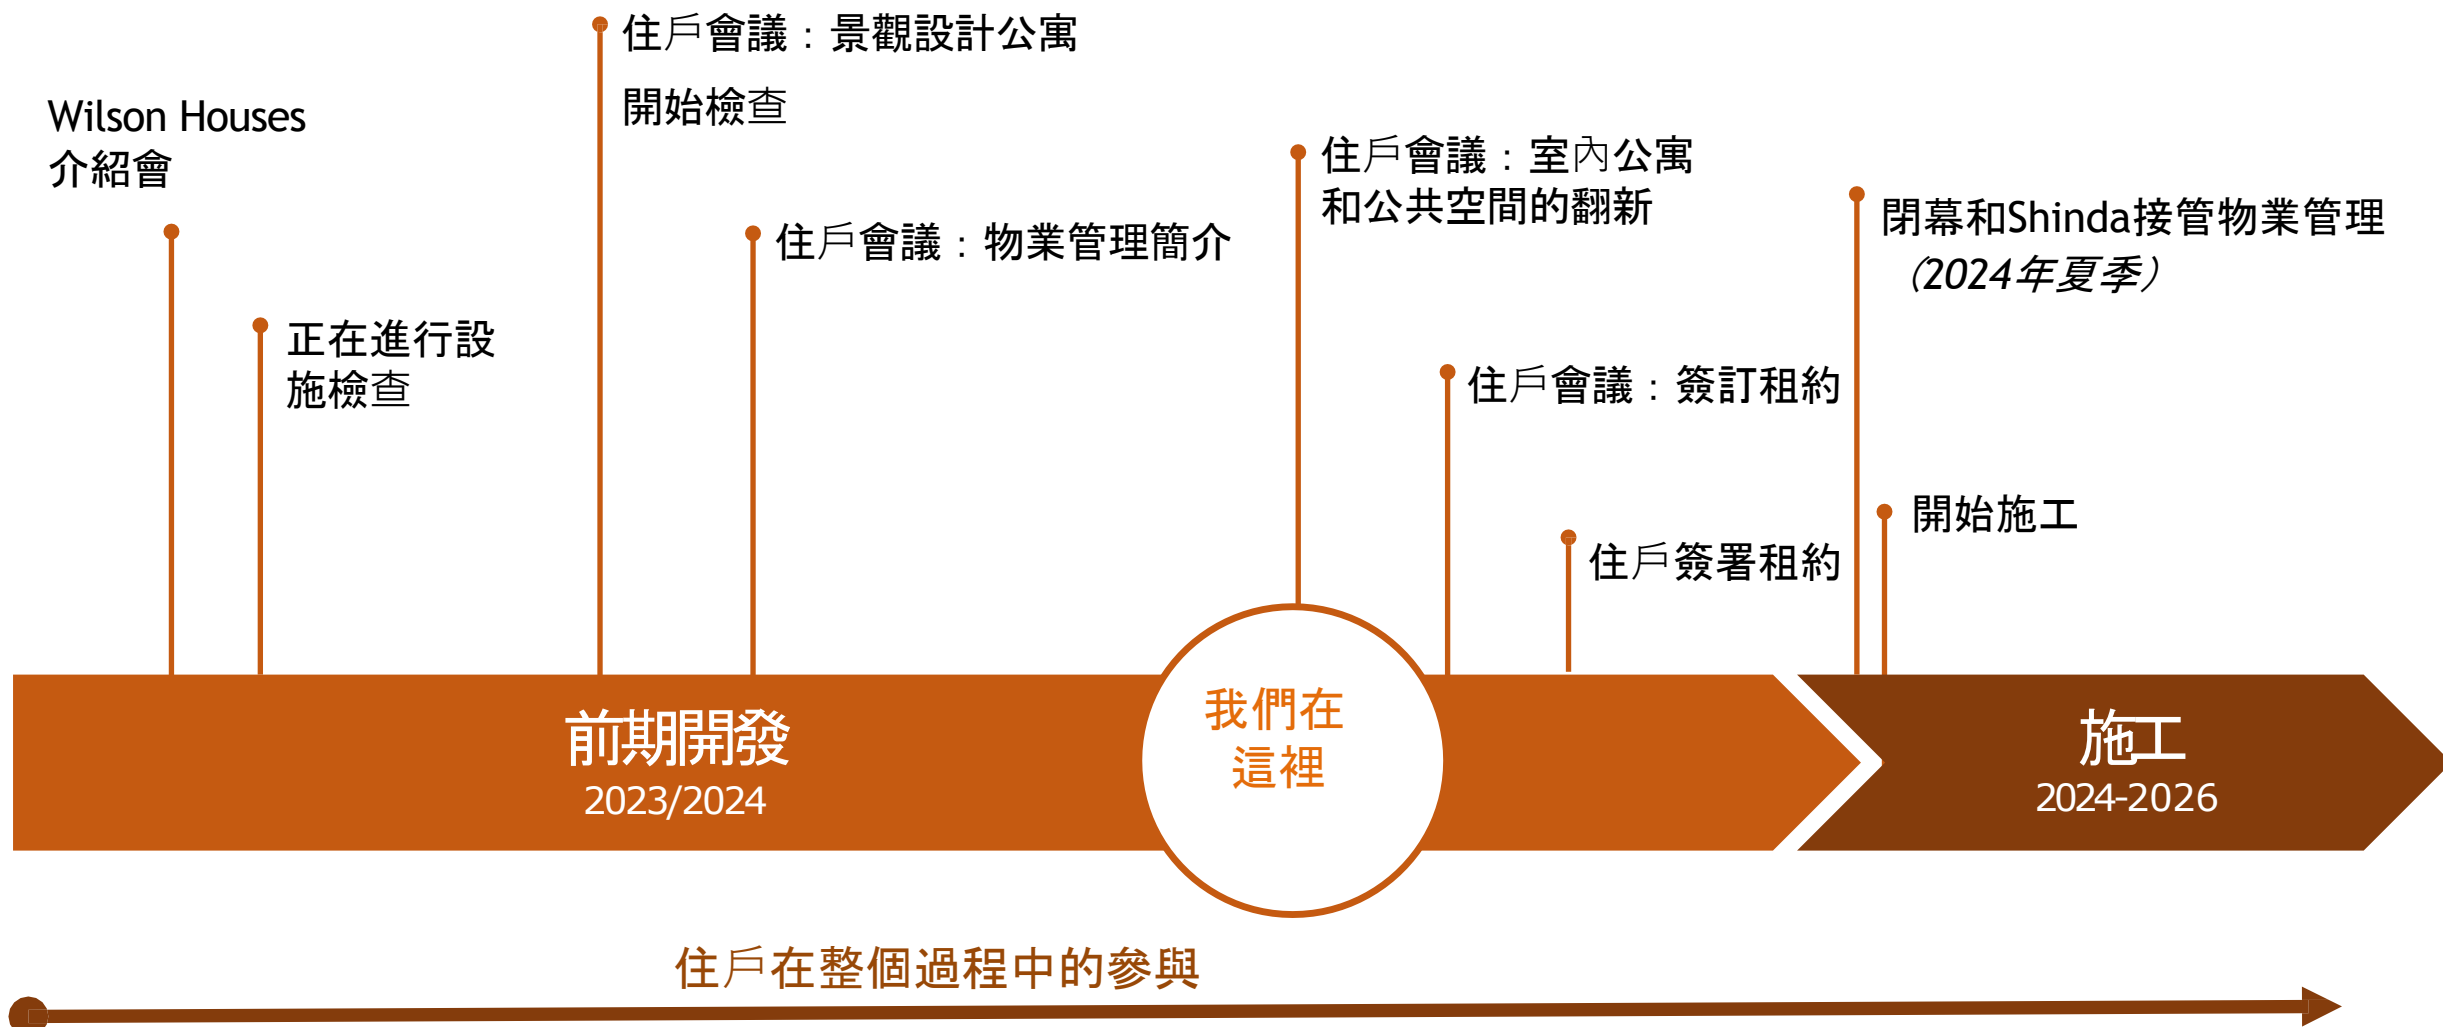 住戶會議：景觀設計公寓
開始檢查
Wilson Houses
介紹會
住戶會議：室內公寓
和公共空間的翻新
閉幕和Shinda接管物業管理
（2024年夏季）
住戶會議：物業管理簡介
正在進行設
施檢查
住戶會議：簽訂租約
開始施工
住戶簽署租約
前期開發
2023/2024
我們在
這裡
施工
2024-2026
住戶在整個過程中的參與